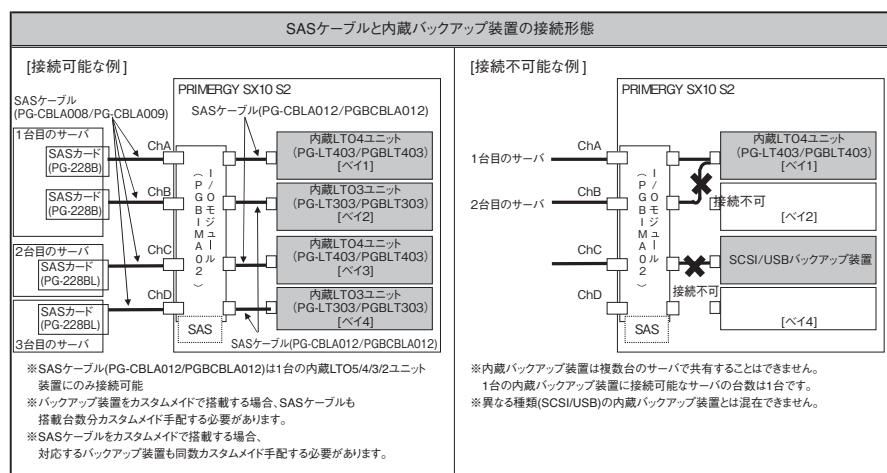 SASケーブルと内蔵バックアップ装置の接続形態
[接続可能な例]
PRIMERGY SX10 S2
SASケーブル
(PG-CBLA008/PG-CBLA009)
SASケーブル(PG-CBLA012/PGBCBLA012)
1台目のサーバ
SASカード
(PG-228B)
ChA
SASカード
(PG-228B)
ChB
2台目のサーバ
SASカード
(PG-228BL)
ChC
SASカード
(PG-228BL)
ChD
3台目のサーバ
I/Oモジュール
(PGBIMA02)
SAS
内蔵LTO4ユニット
(PG-LT403/PGBLT403)
[ベイ1]
内蔵LTO3ユニット
(PG-LT303/PGBLT303)
[ベイ2]
内蔵LTO4ユニット
(PG-LT403/PGBLT403)
[ベイ3]
内蔵LTO3ユニット
(PG-LT303/PGBLT303)
[ベイ4]
SASケーブル(PG-CBLA012/PGBCBLA012)
※SASケーブル(PG-CBLA012/PGBCBLA012)は1台の内蔵LTO5/4/3/2ユニット
装置にのみ接続可能
※バックアップ装置をカスタムメイドで搭載する場合、SASケーブルも
搭載台数分カスタムメイド手配する必要があります。
※SASケーブルをカスタムメイドで搭載する場合、
対応するバックアップ装置も同数カスタムメイド手配する必要があります。
[接続不可能な例]
PRIMERGY SX10 S2
1台目のサーバ
ChA
2台目のサーバ
ChB
ChC
ChD
I/Oモジュール
(PGBIMA02)
SAS
内蔵LTO4ユニット
(PG-LT403/PGBLT403)
[ベイ1]
接続不可
[ベイ2]
SCSI/USBバックアップ装置
接続不可
[ベイ4]
※内蔵バックアップ装置は複数台のサーバで共有することはできません。
1台の内蔵バックアップ装置に接続可能なサーバの台数は1台です。
※異なる種類(SCSI/USB)の内蔵バックアップ装置とは混在できません。